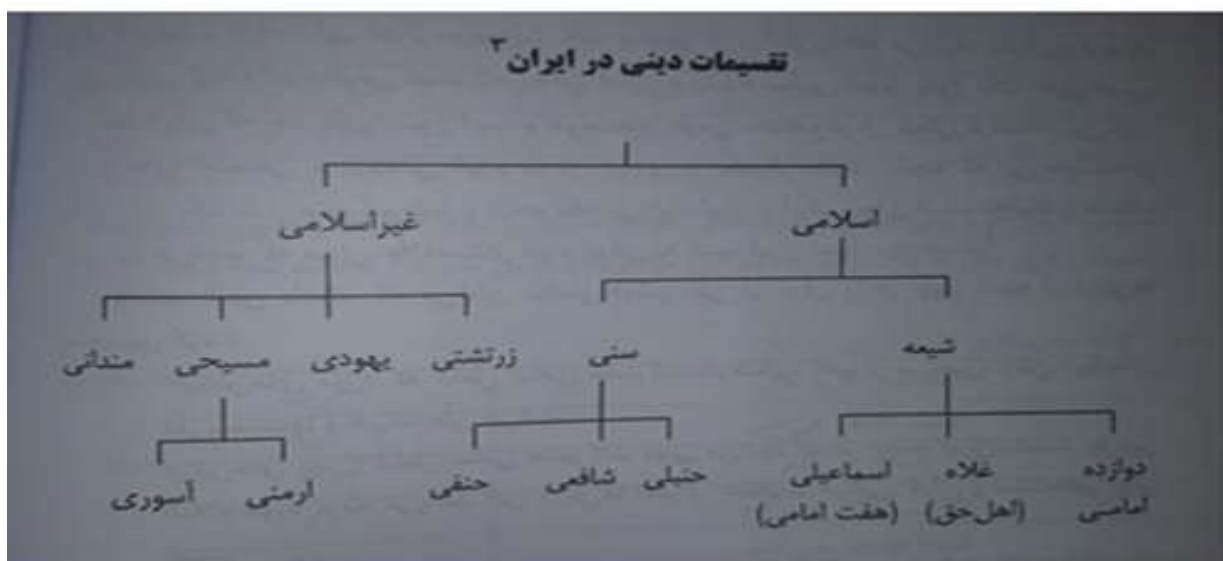 تقسیمات دینی در ایران۳
اسلامی غیراسلامی
شیعه سنی زرتشتی یهودی مسیحی مندائی
دوازده غلاه اسماعیلی حنبلی شافعی حنفی ارمنی آسوری
امامی (اهل‌حق) (هفت امامی)